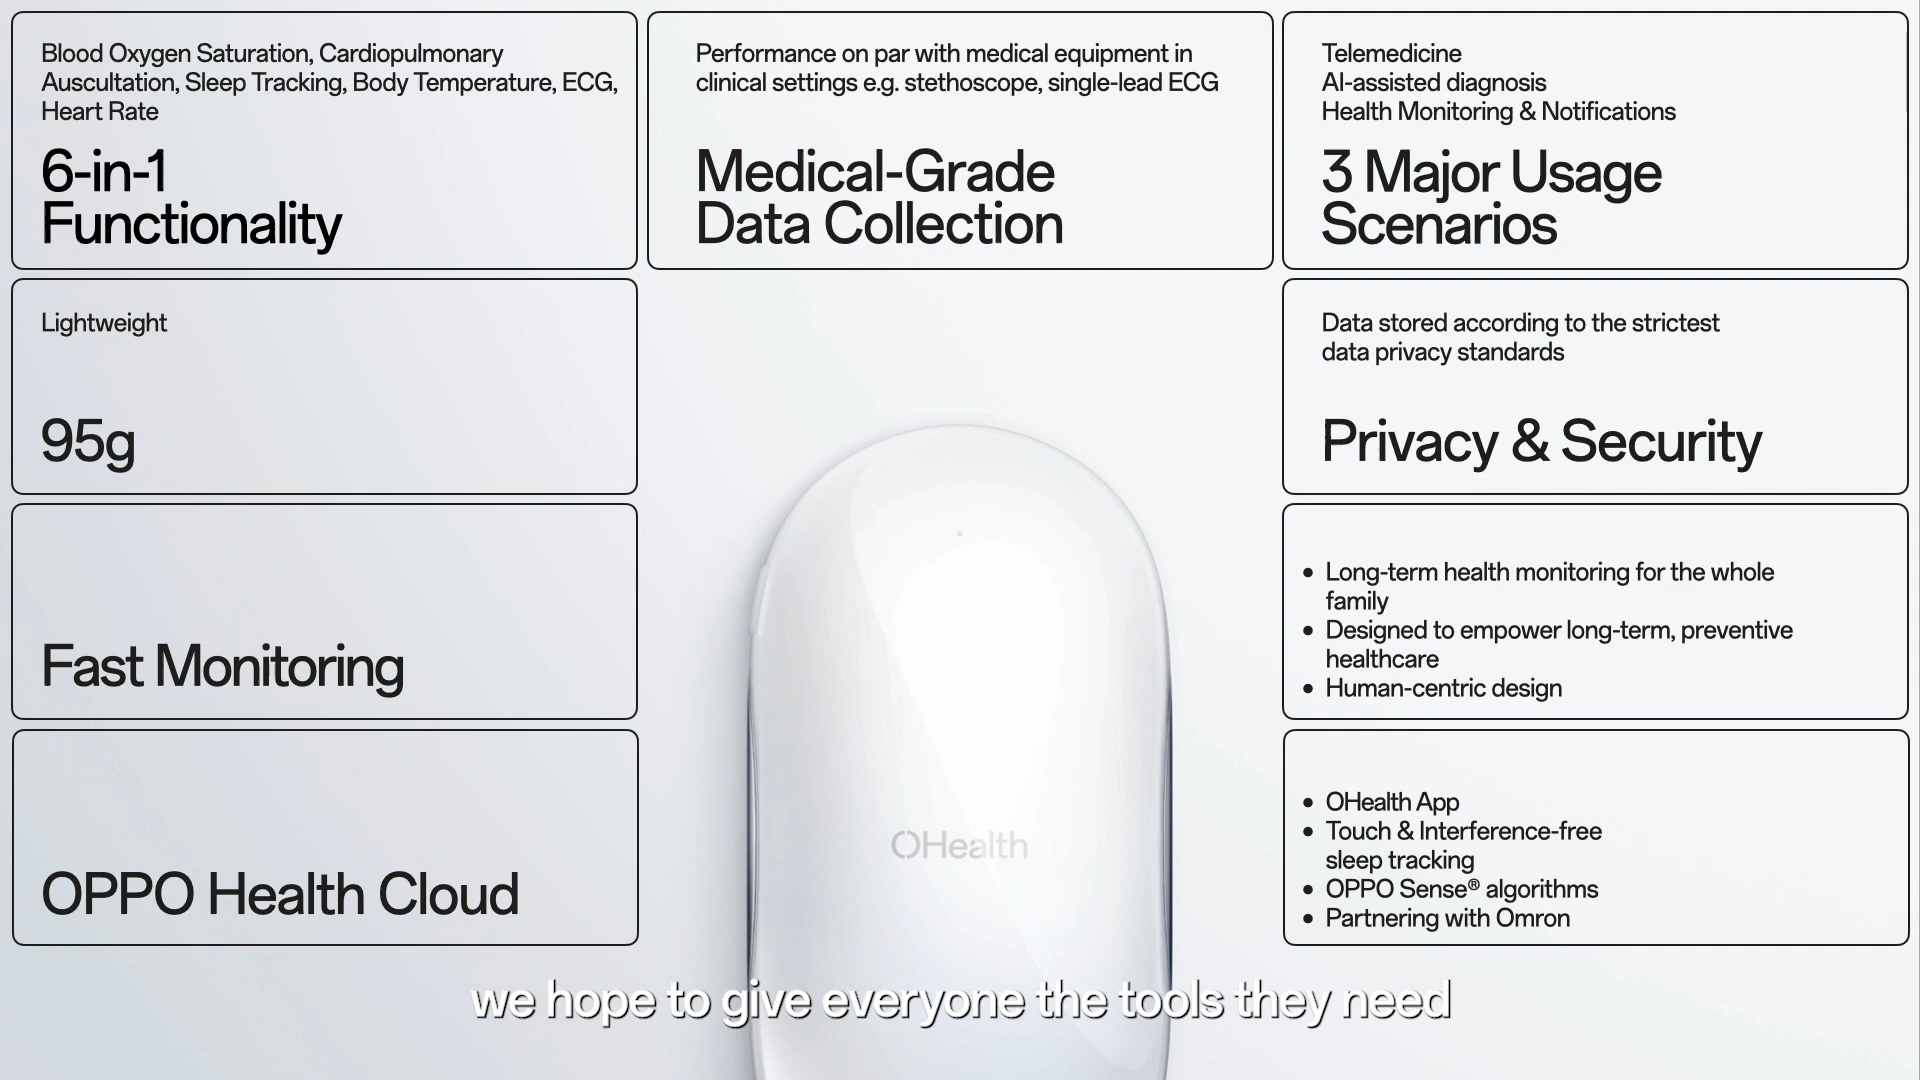 Blood Oxygen Saturation, Cardiopulmonary
Auscultation, Sleep Tracking, Body Temperature, ECG,
Heart Rate
6-in-1
Functionality
Performance on par with medical equipment in
clinical settings e.g. stethoscope, single-lead ECG
Medical-Grade
Data Collection
Telemedicine
AI-assisted diagnosis
Health Monitoring & Notifications
3 Major Usage
Scenarios
Lightweight
95g
Data stored according to the strictest
data privacy standards
Privacy & Security
Fast Monitoring
• Long-term health monitoring for the whole
family
• Designed to empower long-term, preventive
healthcare
• Human-centric design
OPPO Health Cloud
OHealth
• OHealth App
• Touch & Interference-free
sleep tracking
• OPPO Sense® algorithms
• Partnering with Omron
we hope to give everyone the tools they need